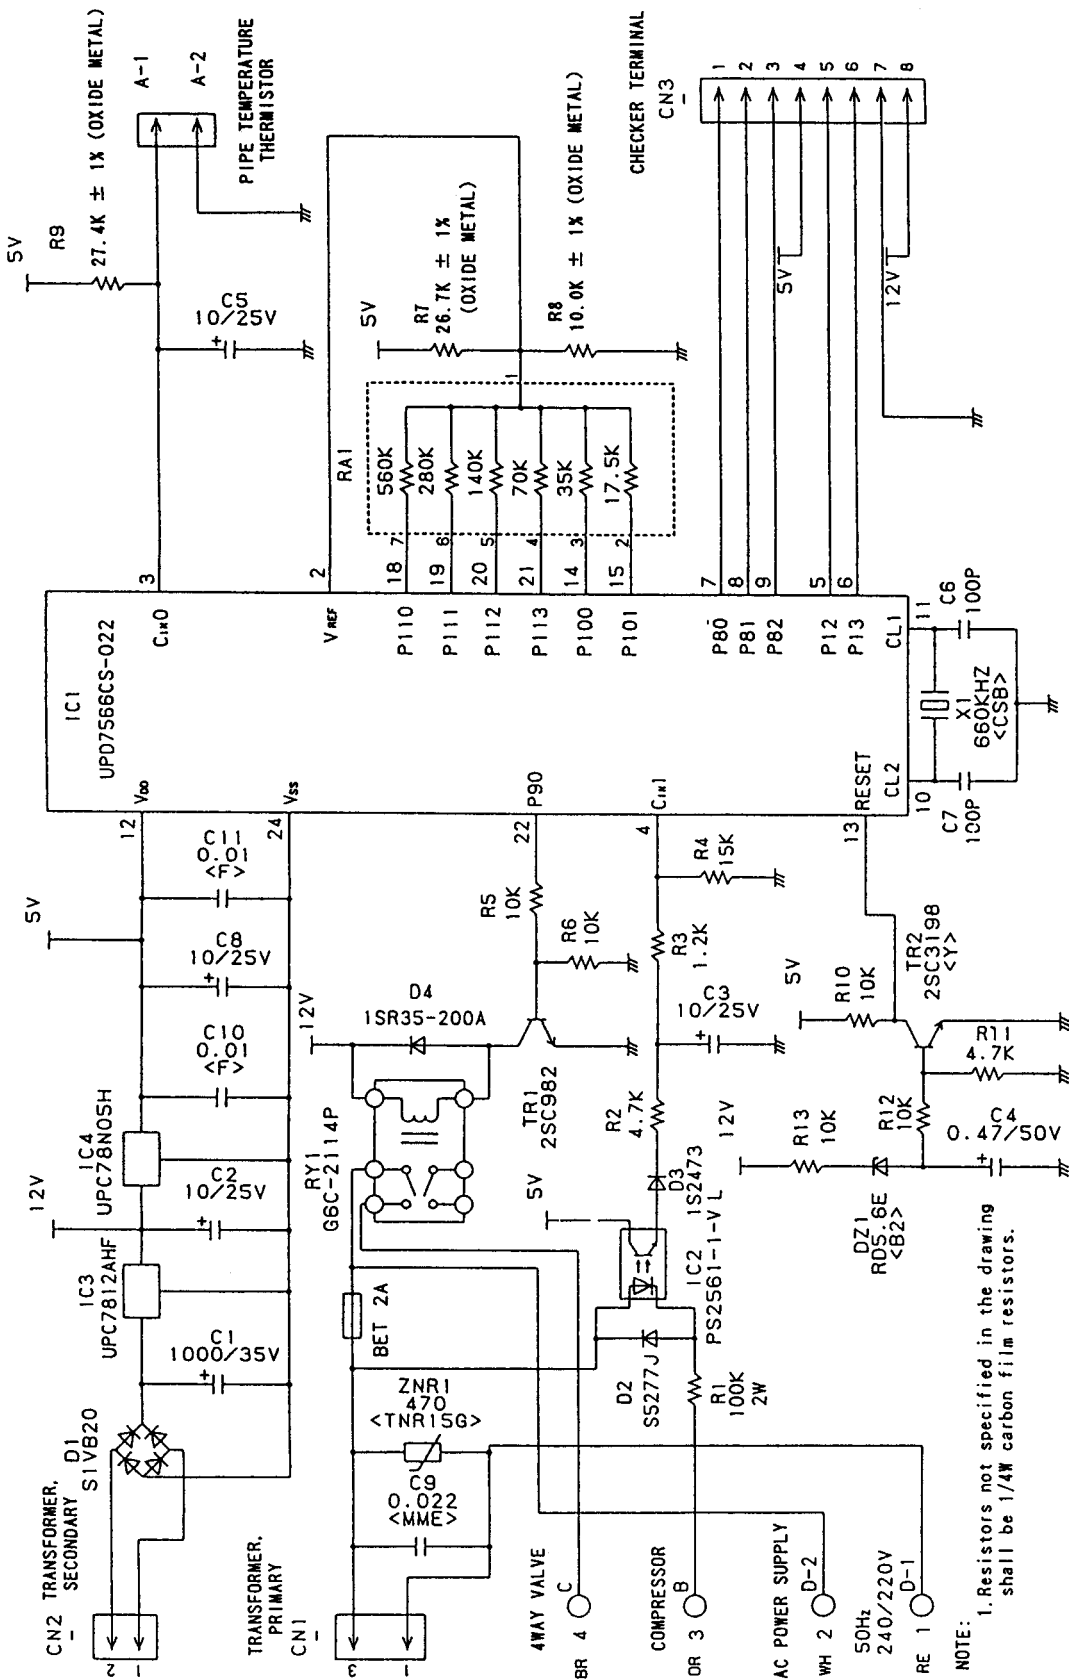 CN2 TRANSFORMER,
SECONDARY
2
1
D1
S1VB20
C1
1000/35V
IC3
UPC7812AHF
12V
C2
10/25V
IC4
UPC78N05H
C10
0.01
<F>
C8
10/25V
5V
C11
0.01
<F>
12
VDD
24
VSS
IC1
UPD7566CS-022
CIN0
3
5V
R9
27.4K ± 1% (OXIDE METAL)
C5
10/25V
A-1
A-2
PIPE TEMPERATURE
THERMISTOR
TRANSFORMER,
PRIMARY
CN1
3
1
ZNR1
470
<TNR15G>
C9
0.022
<MME>
BET 2A
RY1
G6C-2114P
12V
D4
1SR35-200A
TR1
2SC982
R5
10K
R6
10K
22
P90
VREF
2
5V
R7
26.7K ± 1%
(OXIDE METAL)
R8
10.0K ± 1% (OXIDE METAL)
RA1
1
560K
280K
140K
70K
35K
17.5K
P110
18
7
P111
19
6
P112
20
5
P113
21
4
P100
14
3
P101
15
2
4WAY VALVE
BR 4
C
COMPRESSOR
OR 3
B
AC POWER SUPPLY
WH 2
D-2
50Hz
240/220V
RE 1
D-1
D2
S5277J
R1
100K
2W
IC2
PS2561-1-V L
5V
D3
1S2473
R2
4.7K
C3
10/25V
R3
1.2K
R4
15K
4
CIN1
P80
7
P81
8
P82
9
P12
5
P13
6
CHECKER TERMINAL
CN3
1
2
3
4
5
6
7
8
5V
12V
12V
R13
10K
DZ1
RD5.6E
<B2>
R12
10K
C4
0.47/50V
R11
4.7K
5V
R10
10K
TR2
2SC3198
<Y>
13
RESET
CL2
10
CL1
11
C7
100P
X1
660KHZ
<CSB>
C6
100P
NOTE:
1. Resistors not specified in the drawing
shall be 1/4W carbon film resistors.